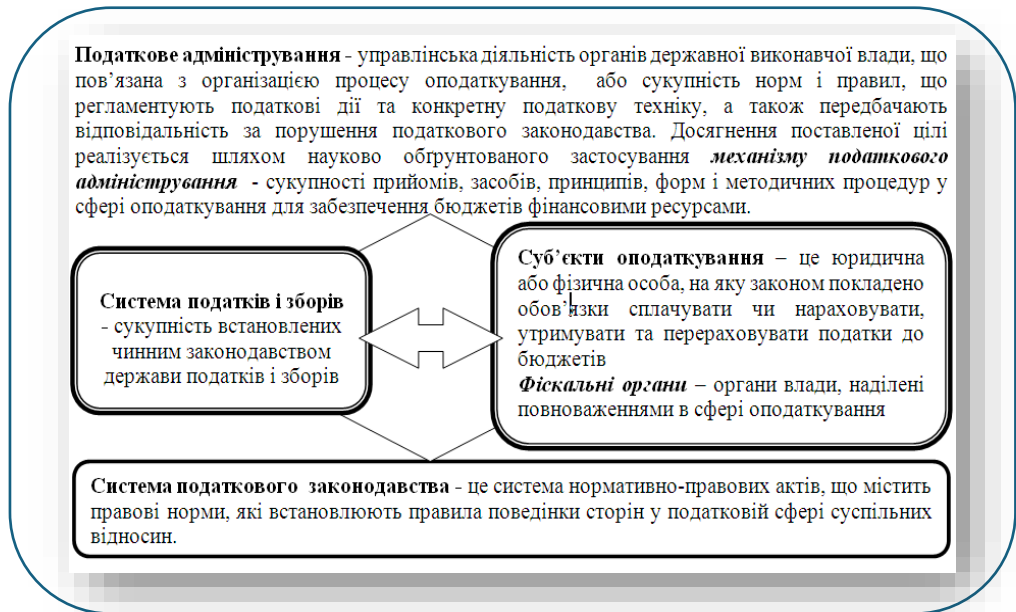 Податкове адміністрування - управлінська діяльність органів державної виконавчої влади, що
пов’язана з організацією процесу оподаткування, або сукупність норм і правил, що
регламентують податкові дії та конкретну податкову техніку, а також передбачають
відповідальність за порушення податкового законодавства. Досягнення поставленої цілі
реалізується шляхом науково обґрунтованого застосування механізму податкового
адміністрування - сукупності прийомів, засобів, принципів, форм і методичних процедур у
сфері оподаткування для забезпечення бюджетів фінансовими ресурсами.
Система податків і зборів
- сукупність встановлених
чинним законодавством
держави податків і зборів
Суб’єкти оподаткування – це юридична
або фізична особа, на яку законом покладено
обов’язки сплачувати чи нараховувати,
утримувати та перераховувати податки до
бюджетів
Фіскальні органи – органи влади, наділені
повноваженнями в сфері оподаткування
Система податкового законодавства - це система нормативно-правових актів, що містить
правові норми, які встановлюють правила поведінки сторін у податковій сфері суспільних
відносин.